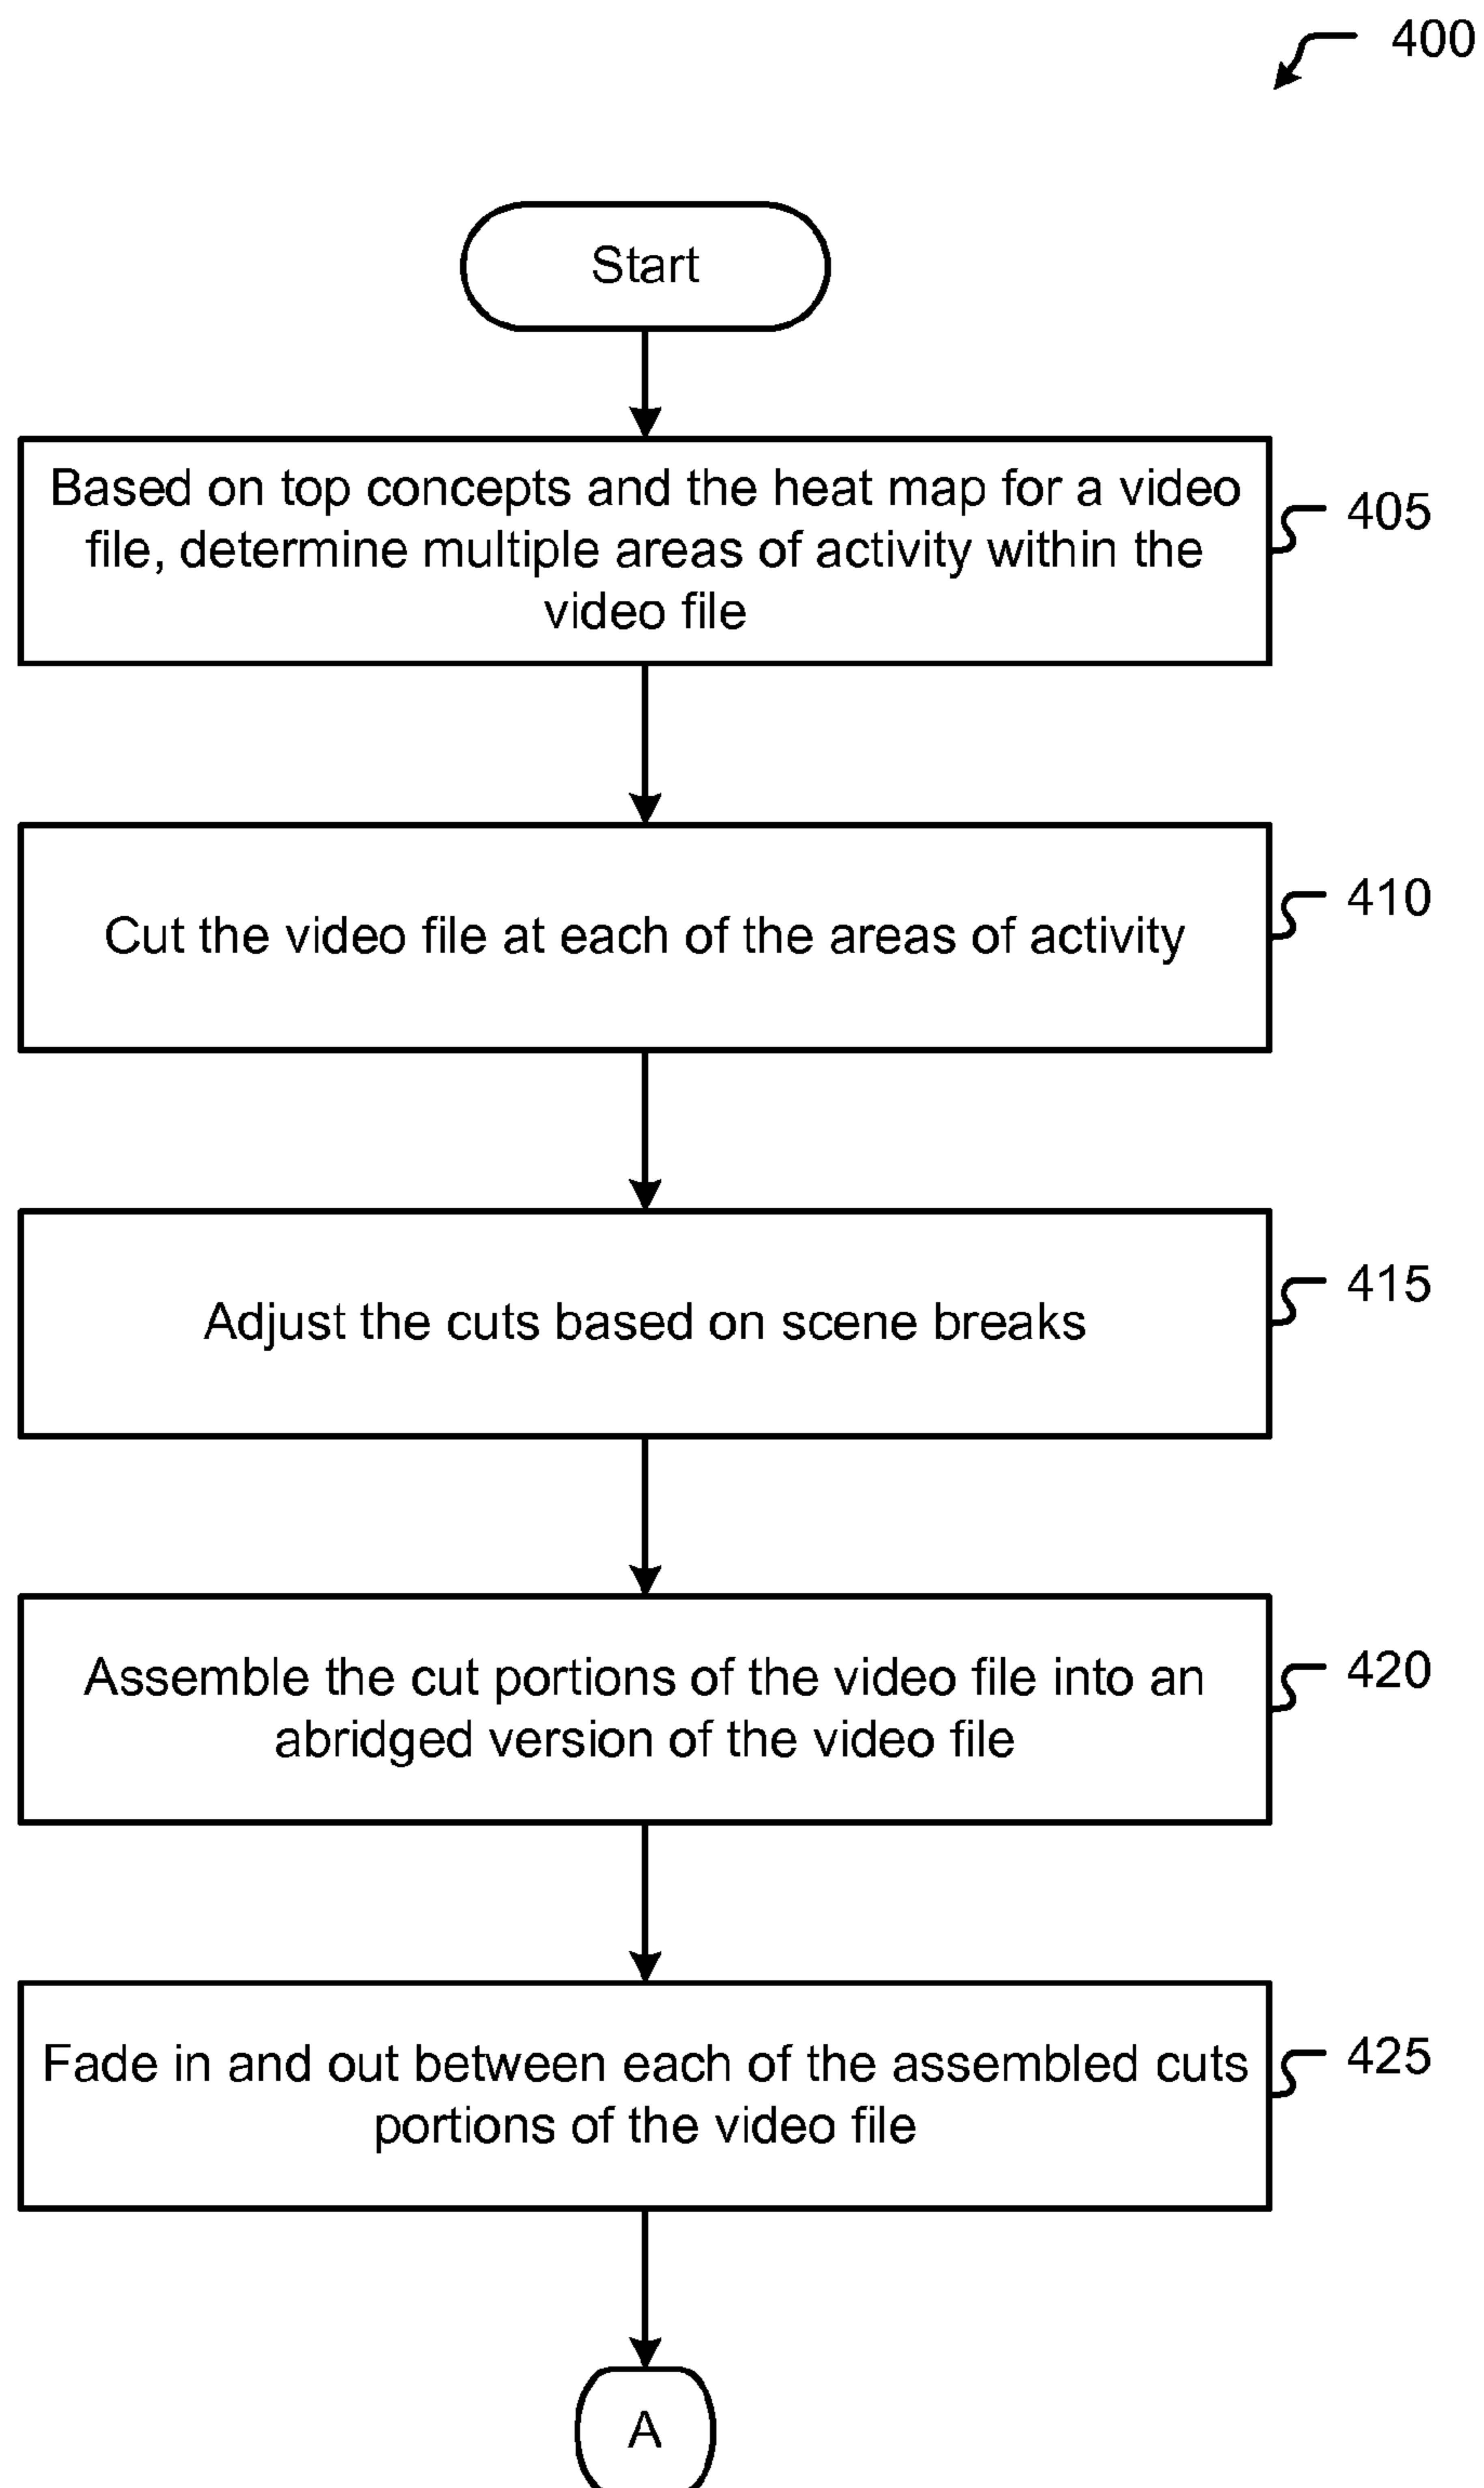 400
Start
Based on top concepts and the heat map for a video
file, determine multiple areas of activity within the
video file
405
Cut the video file at each of the areas of activity
410
Adjust the cuts based on scene breaks
415
Assemble the cut portions of the video file into an
abridged version of the video file
420
Fade in and out between each of the assembled cuts
portions of the video file
425
A